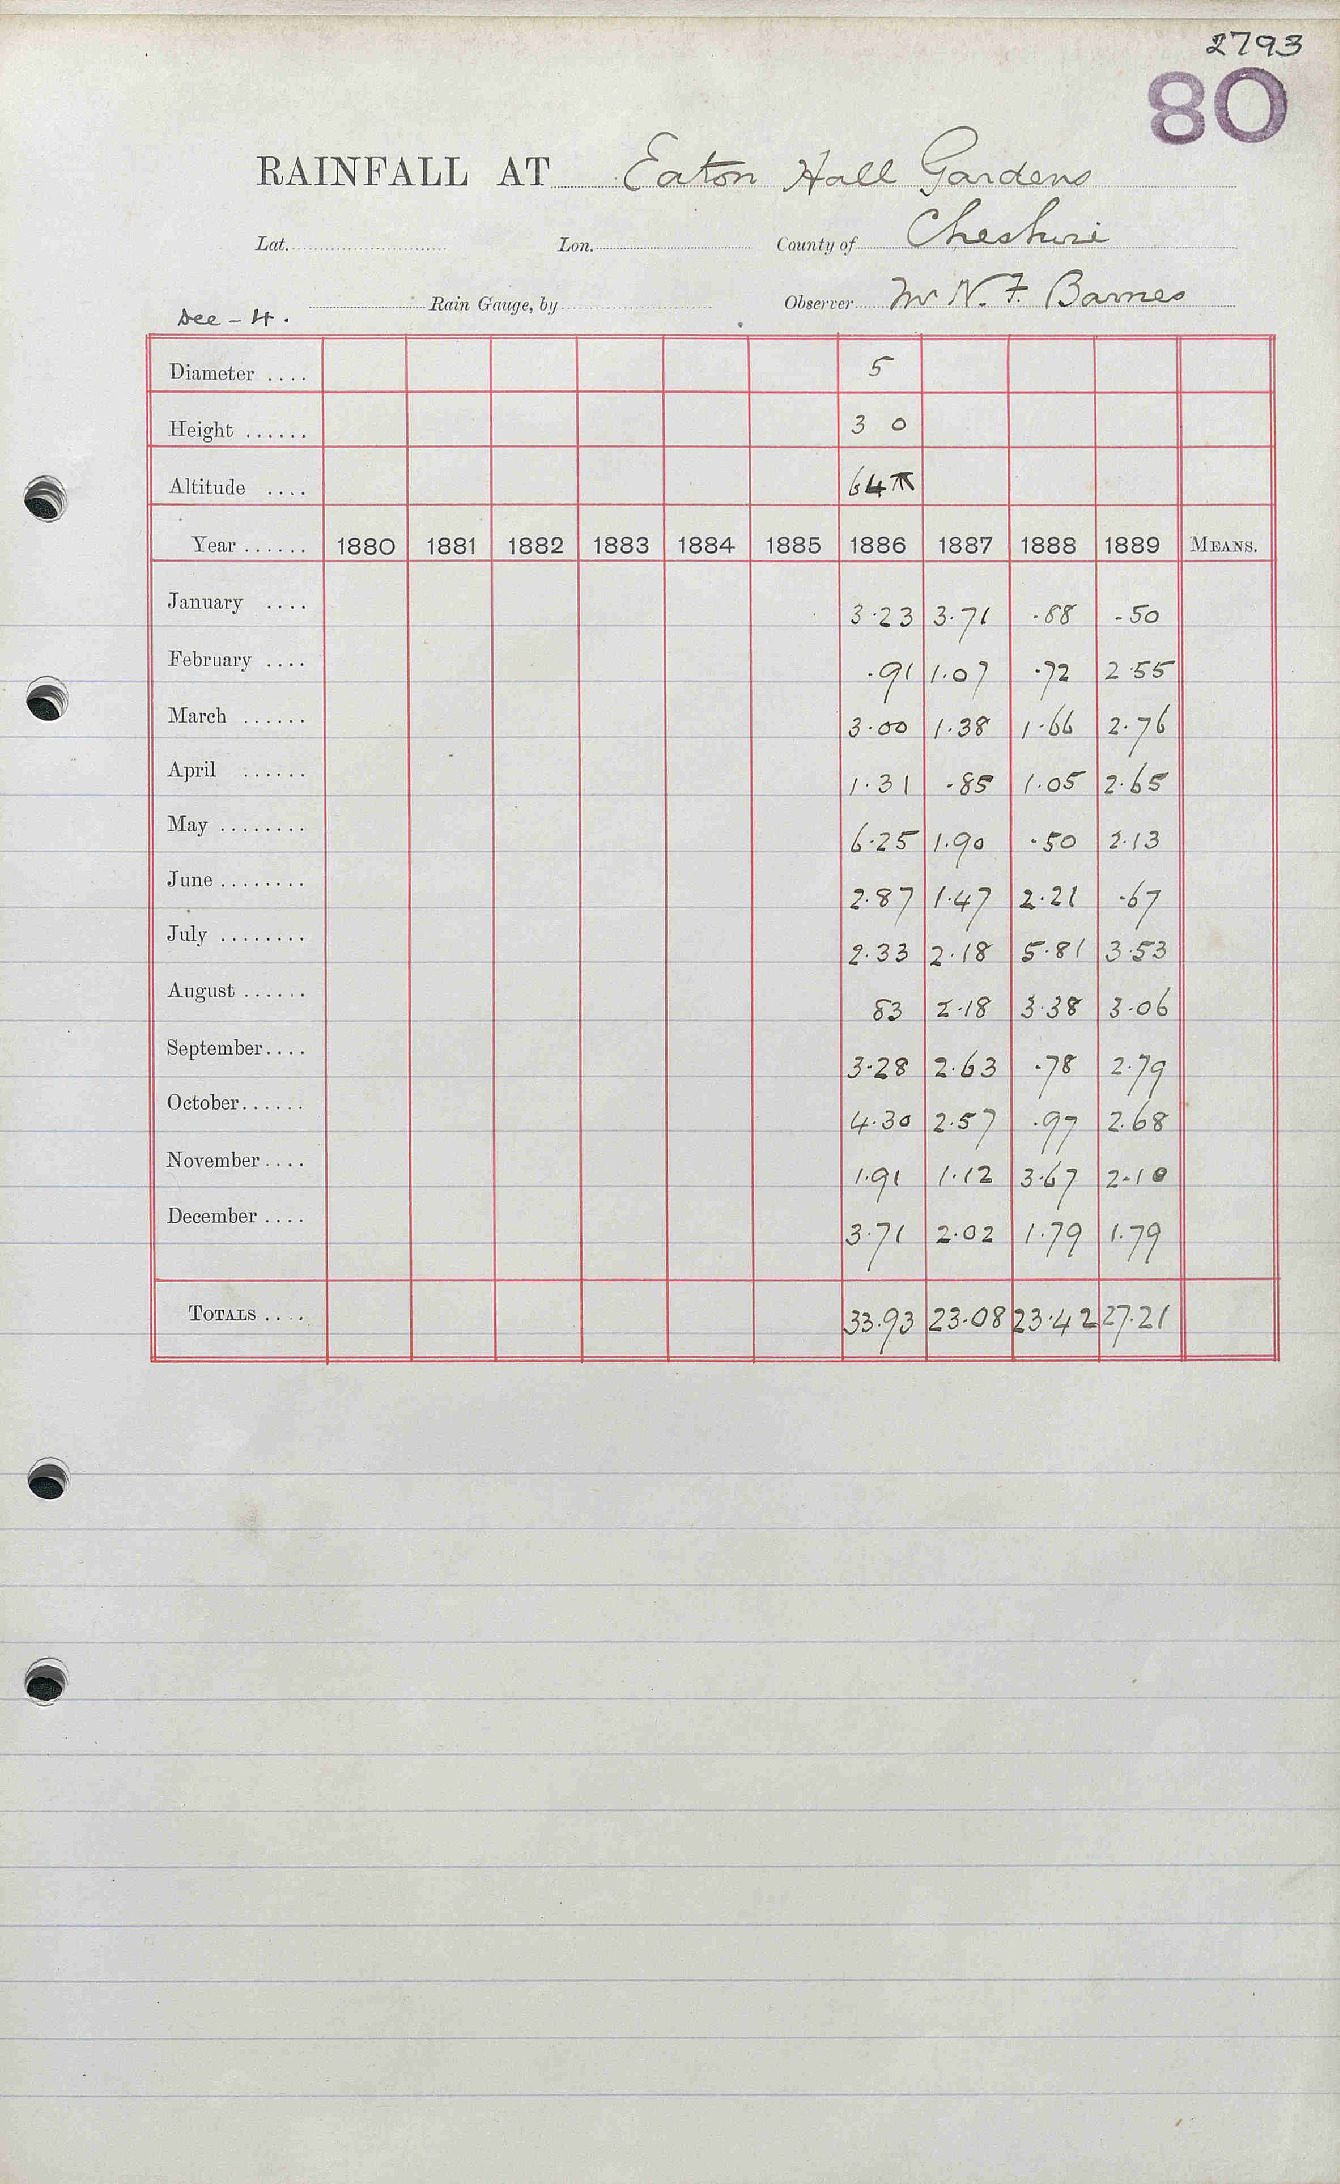 2793
80
RAINFALL AT Eaton Hall Gardens
Lat. Lon. County of Cheshire
Rain Gauge, by Observer Mr N. F. Barnes
Dee - 4.
Diameter .... 5
Height ...... 3 0
Altitude .... 64
Year ...... 1880 1881 1882 1883 1884 1885 1886 1887 1888 1889 MEANS.
January .... 3.23 3.71 .88 .50
February .... .91 1.07 .72 2.55
March ...... 3.00 1.38 1.66 2.76
April ...... 1.31 .85 1.05 2.65
May ........ 6.25 1.90 .50 2.13
June ........ 2.87 1.47 2.21 .67
July ........ 2.33 2.18 5.81 3.53
August ...... 83 2.18 3.38 3.06
September .... 3.28 2.63 .78 2.79
October ...... 4.30 2.57 .97 2.68
November .... 1.91 1.12 3.67 2.10
December .... 3.71 2.02 1.79 1.79
TOTALS .... 33.93 23.08 23.42 27.21